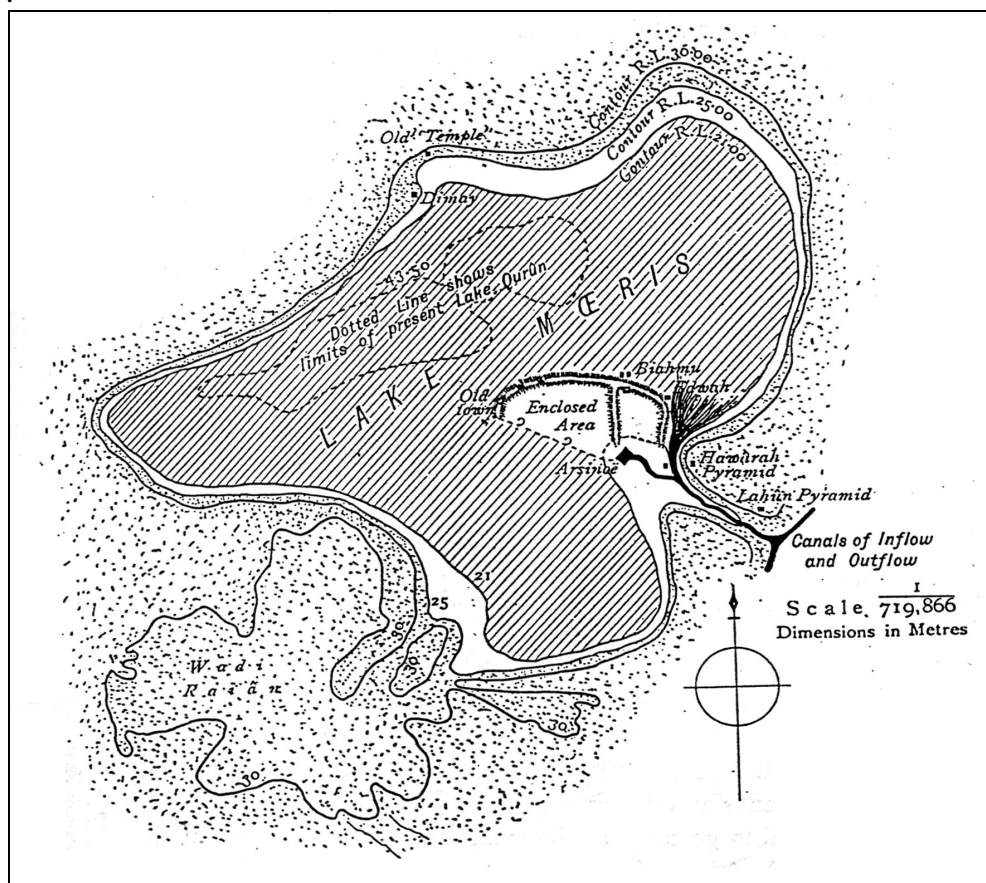 Contour R.L. 36·00
Contour R.L. 25·00
Contour R.L. 21·00
Old "Temple"
Dimay
43·50
Dotted Line shows
limits of present Lake Qurûn
LAKE MŒRIS
Biahmu
Edwah
Old
town
Enclosed
Area
Arsinoë
Hawârah
Pyramid
Lahûn Pyramid
Canals of Inflow
and Outflow
21
25
30
30
30
30
Wadi
Raiân
Scale 1/719,866
Dimensions in Metres